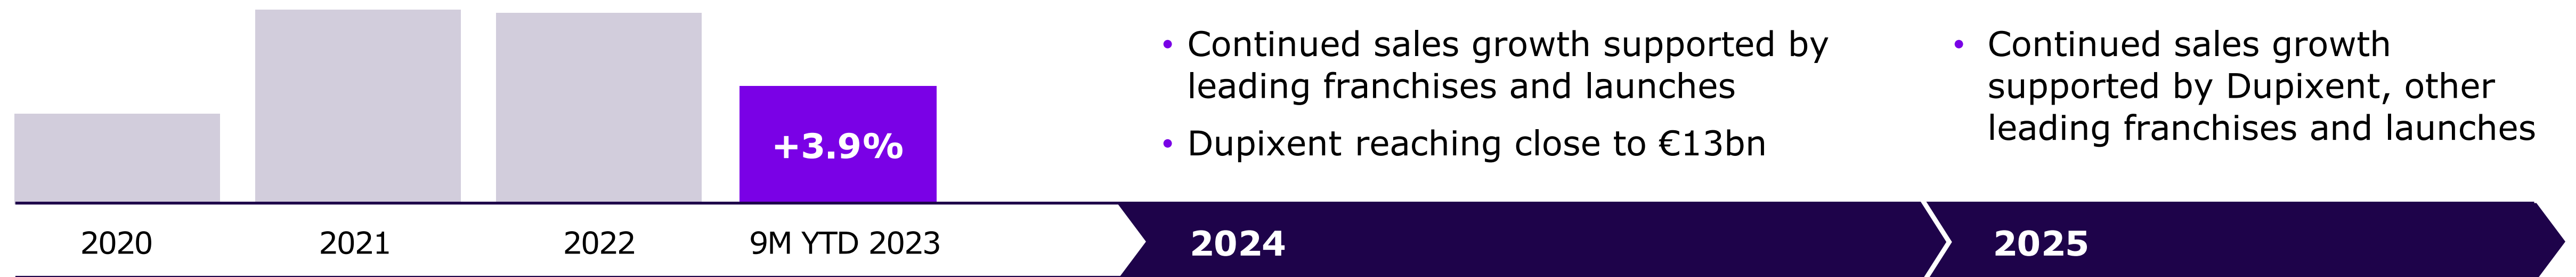 +3.9%
2020
2021
2022
9M YTD 2023
• Continued sales growth supported by
leading franchises and launches
• Dupixent reaching close to €13bn
2024
• Continued sales growth
supported by Dupixent, other
leading franchises and launches
2025